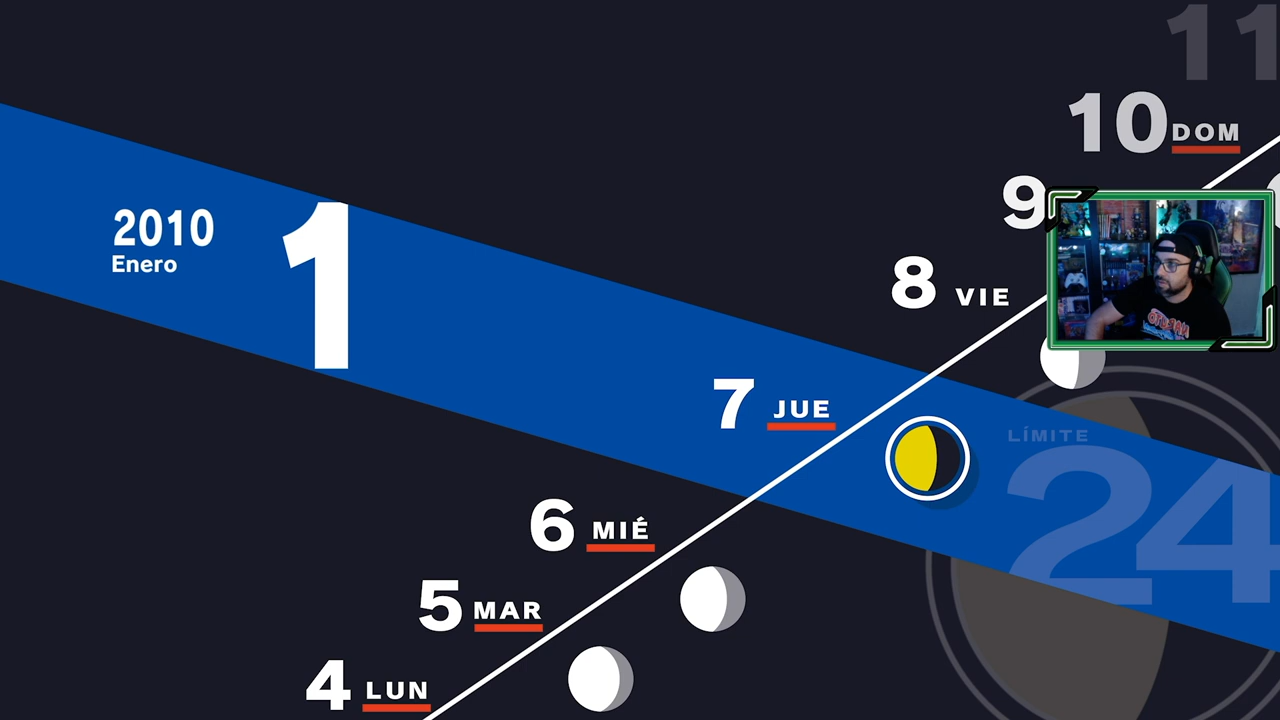 11
10 DOM
9
8 VIE
2010
Enero
1
7 JUE
LÍMITE
24
6 MIÉ
5 MAR
4 LUN